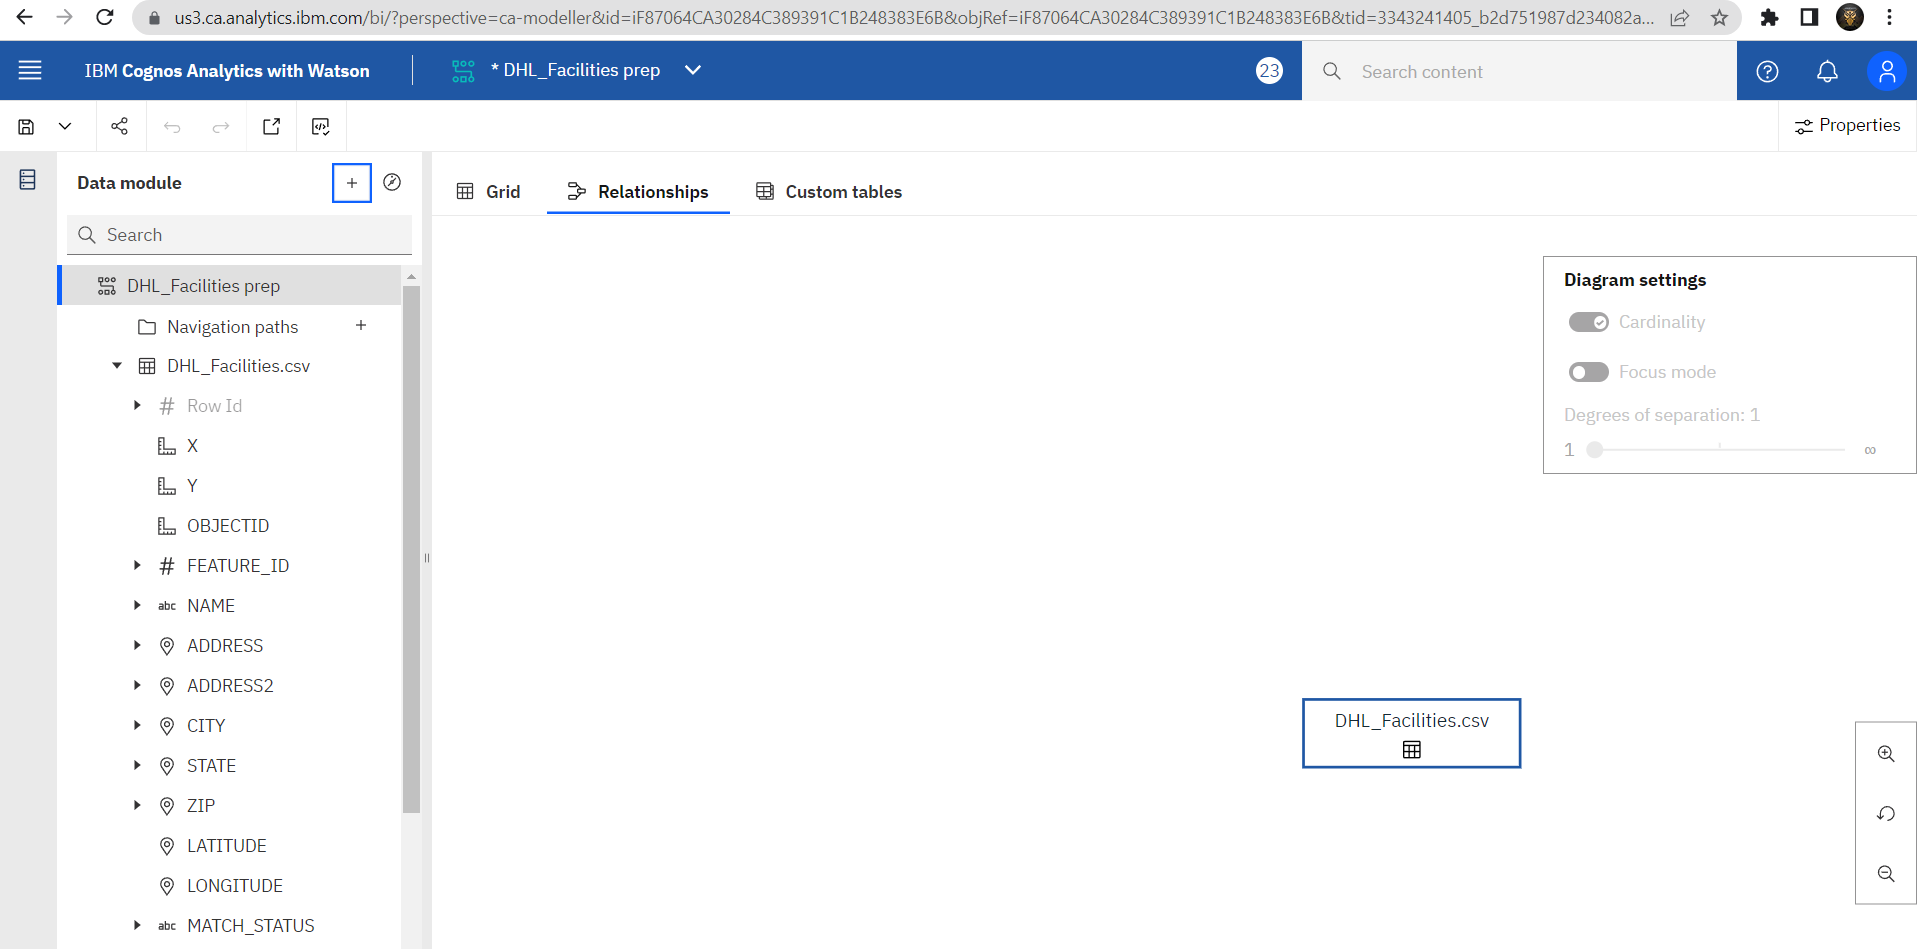 us3.ca.analytics.ibm.com/bi/?perspective=ca-modeller&id=iF87064CA30284C389391C1B248383E6B&objRef=iF87064CA30284C389391C1B248383E6B&tid=3343241405_b2d751987d234082a...
IBM Cognos Analytics with Watson
* DHL_Facilities prep
23
Search content
Properties
Data module
Search
DHL_Facilities prep
Navigation paths
DHL_Facilities.csv
# Row Id
X
Y
OBJECTID
# FEATURE_ID
abc NAME
ADDRESS
ADDRESS2
CITY
STATE
ZIP
LATITUDE
LONGITUDE
abc MATCH_STATUS
Grid
Relationships
Custom tables
Diagram settings
Cardinality
Focus mode
Degrees of separation: 1
1 ∞
DHL_Facilities.csv